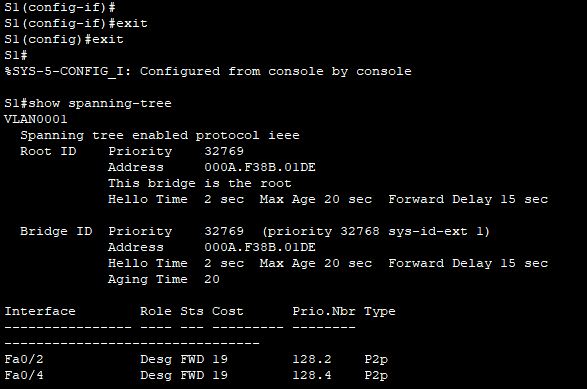 S1(config-if)#
S1(config-if)#exit
S1(config)#exit
S1#
%SYS-5-CONFIG_I: Configured from console by console

S1#show spanning-tree
VLAN0001
  Spanning tree enabled protocol ieee
  Root ID    Priority    32769
             Address     000A.F38B.01DE
             This bridge is the root
             Hello Time  2 sec  Max Age 20 sec  Forward Delay 15 sec

  Bridge ID  Priority    32769  (priority 32768 sys-id-ext 1)
             Address     000A.F38B.01DE
             Hello Time  2 sec  Max Age 20 sec  Forward Delay 15 sec
             Aging Time  20

Interface        Role Sts Cost      Prio.Nbr Type
---------------- ---- --- --------- -------- --------------------------------
Fa0/2            Desg FWD 19        128.2    P2p
Fa0/4            Desg FWD 19        128.4    P2p